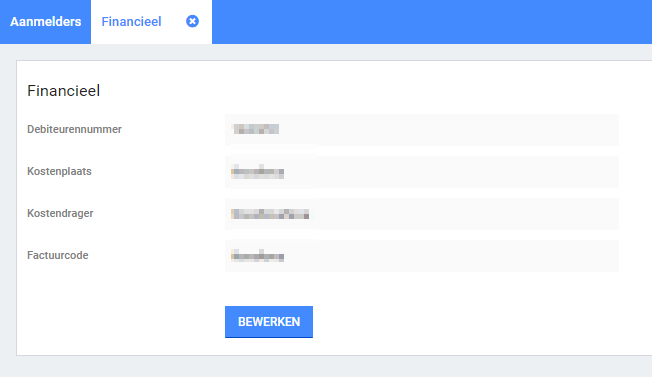 Aanmelders Financieel
Financieel
Debiteurennummer
Kostenplaats
Kostendrager
Factuurcode
BEWERKEN